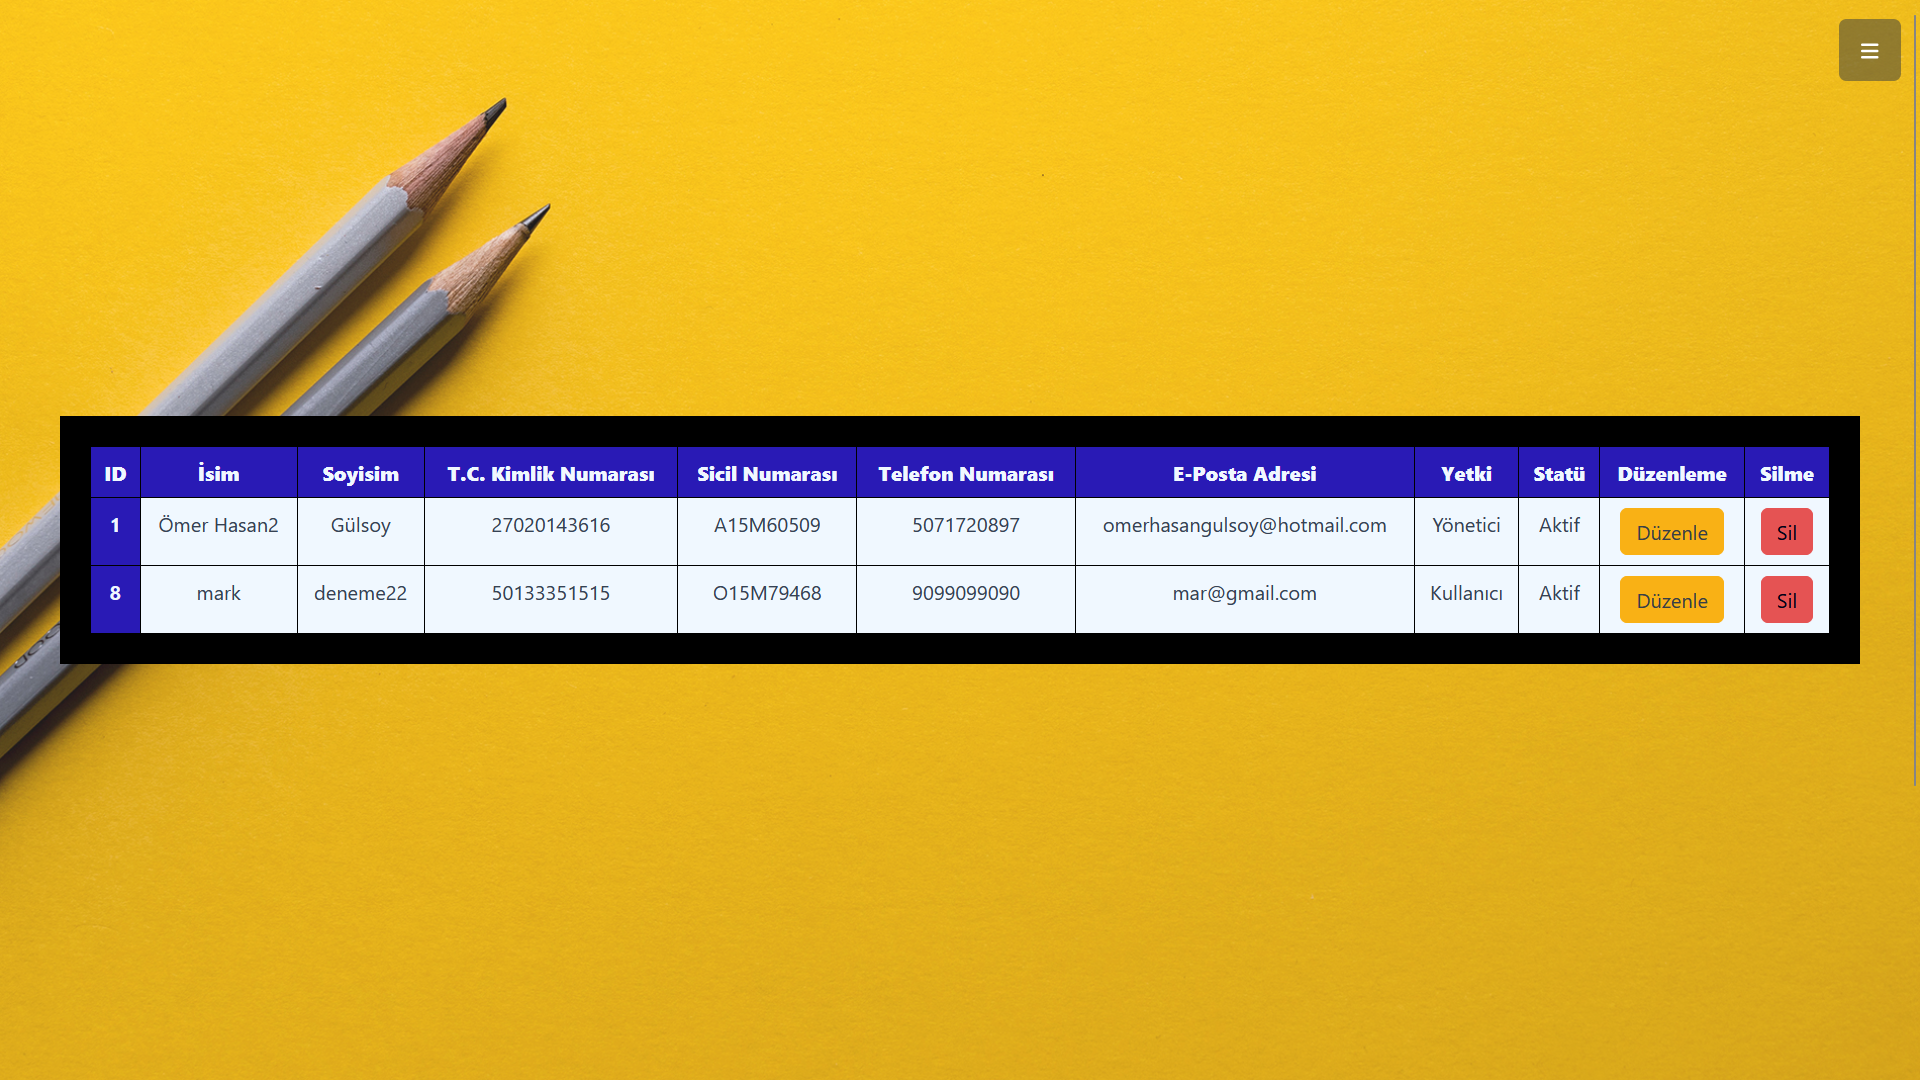 ID İsim Soyisim T.C. Kimlik Numarası Sicil Numarası Telefon Numarası E-Posta Adresi Yetki Statü Düzenleme Silme
1 Ömer Hasan2 Gülsoy 27020143616 A15M60509 5071720897 omerhasangulsoy@hotmail.com Yönetici Aktif Düzenle Sil
8 mark deneme22 50133351515 O15M79468 9099099090 mar@gmail.com Kullanıcı Aktif Düzenle Sil